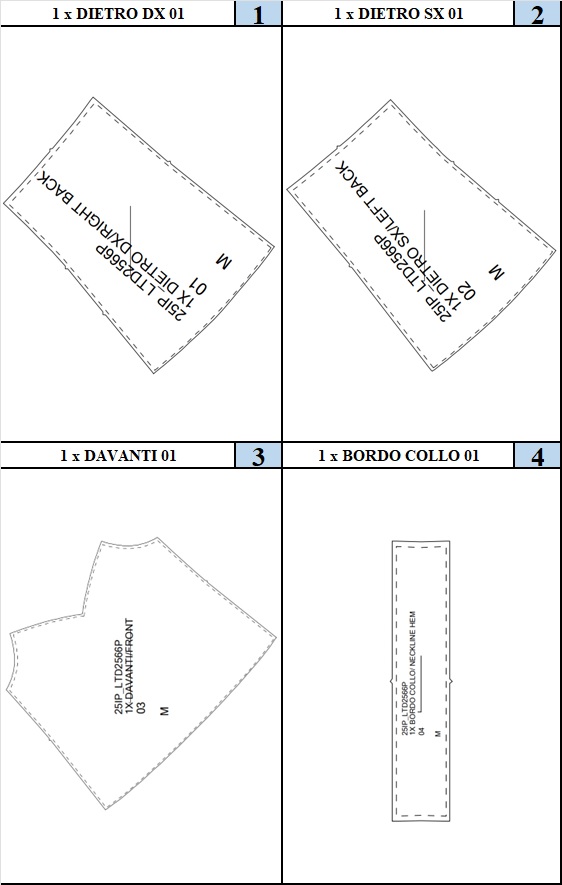 1 x DIETRO DX 01
1
25IP_LTD2566P
1X DIETRO DX/RIGHT BACK
01
M
1 x DIETRO SX 01
2
25IP_LTD2566P
1X DIETRO SX/LEFT BACK
02
M
1 x DAVANTI 01
3
25IP_LTD2566P
1X DAVANTI/FRONT
03
M
1 x BORDO COLLO 01
4
25IP_LTD2566P
1X BORDO COLLO/ NECKLINE HEM
04
M